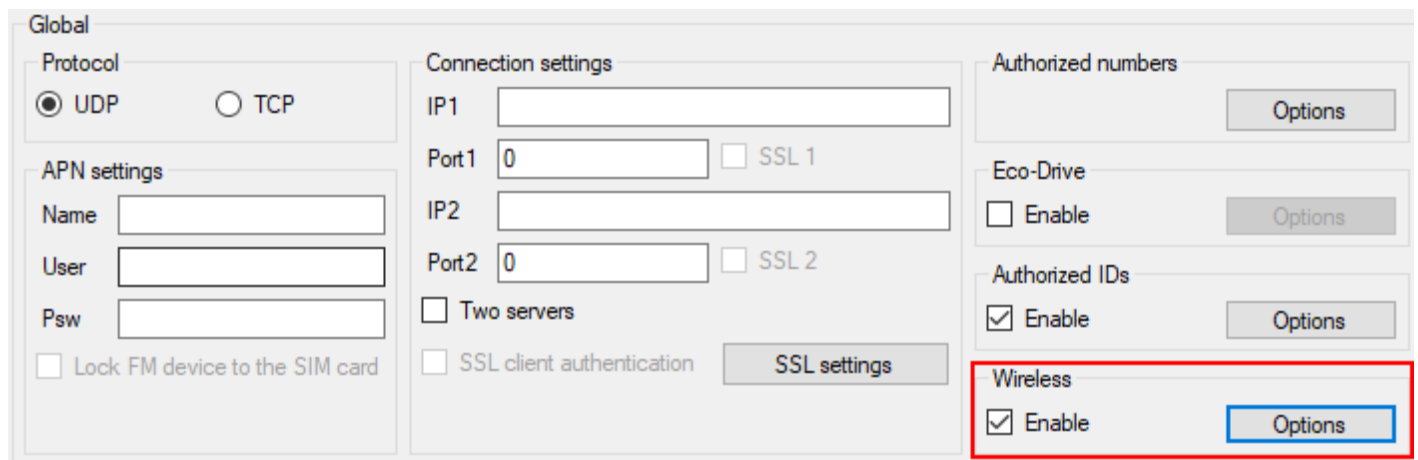 Global
Protocol
UDP TCP
APN settings
Name
User
Psw
Lock FM device to the SIM card
Connection settings
IP1
Port1 0 SSL 1
IP2
Port2 0 SSL 2
Two servers
SSL client authentication SSL settings
Authorized numbers
Options
Eco-Drive
Enable Options
Authorized IDs
Enable Options
Wireless
Enable Options